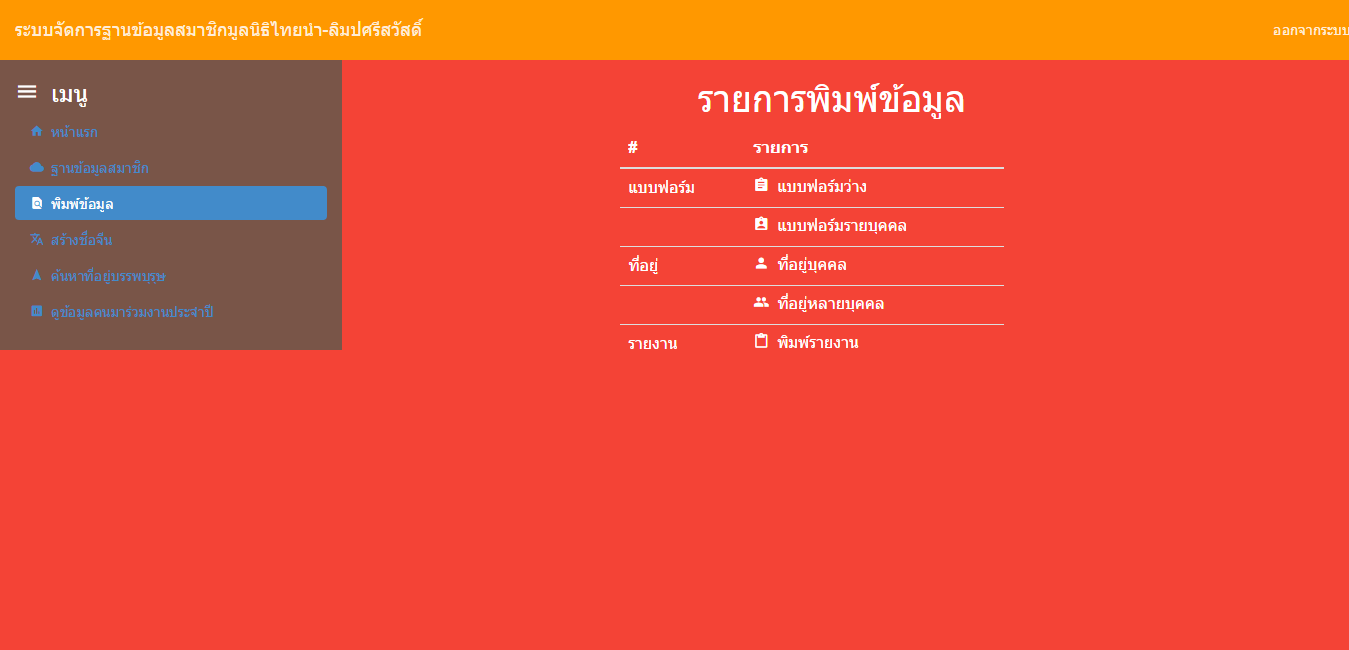 ระบบจัดการฐานข้อมูลสมาชิกมูลนิธิไทยนำ-ลิมปศรีสวัสดิ์
ออกจากระบบ
เมนู
หน้าแรก
ฐานข้อมูลสมาชิก
พิมพ์ข้อมูล
สร้างชื่อจีน
ค้นหาที่อยู่บรรพบุรุษ
ดูข้อมูลคนมาร่วมงานประจำปี
รายการพิมพ์ข้อมูล
# รายการ
แบบฟอร์ม แบบฟอร์มว่าง
แบบฟอร์มรายบุคคล
ที่อยู่ ที่อยู่บุคคล
ที่อยู่หลายบุคคล
รายงาน พิมพ์รายงาน